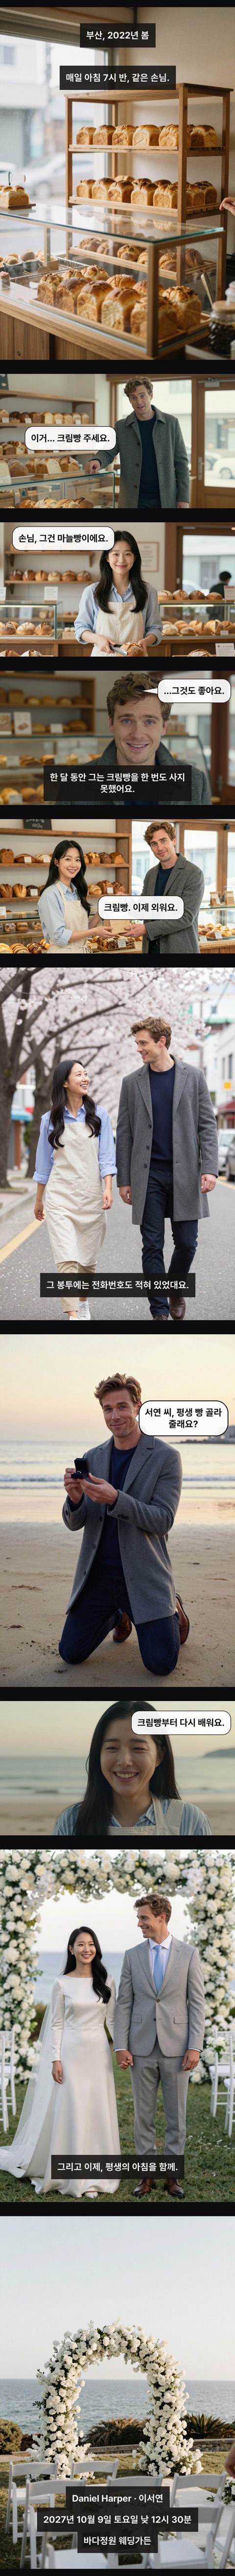 부산, 2022년 봄
매일 아침 7시 반, 같은 손님.
이거... 크림빵 주세요.
손님, 그건 마늘빵이에요.
...그것도 좋아요.
한 달 동안 그는 크림빵을 한 번도 사지
못했어요.
크림빵. 이제 외워요.
그 봉투에는 전화번호도 적혀 있었대요.
서연 씨, 평생 빵 골라
줄래요?
크림빵부터 다시 배워요.
그리고 이제, 평생의 아침을 함께.
Daniel Harper · 이서연
2027년 10월 9일 토요일 낮 12시 30분
바다정원 웨딩가든